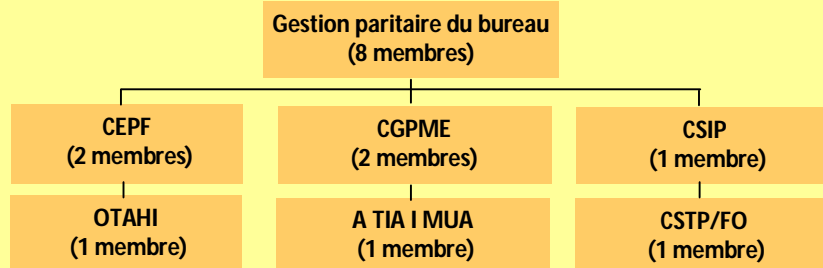 Gestion paritaire du bureau
(8 membres)
CEPF
(2 membres)
CGPME
(2 membres)
CSIP
(1 membre)
OTAHI
(1 membre)
A TIA I MUA
(1 membre)
CSTP/FO
(1 membre)